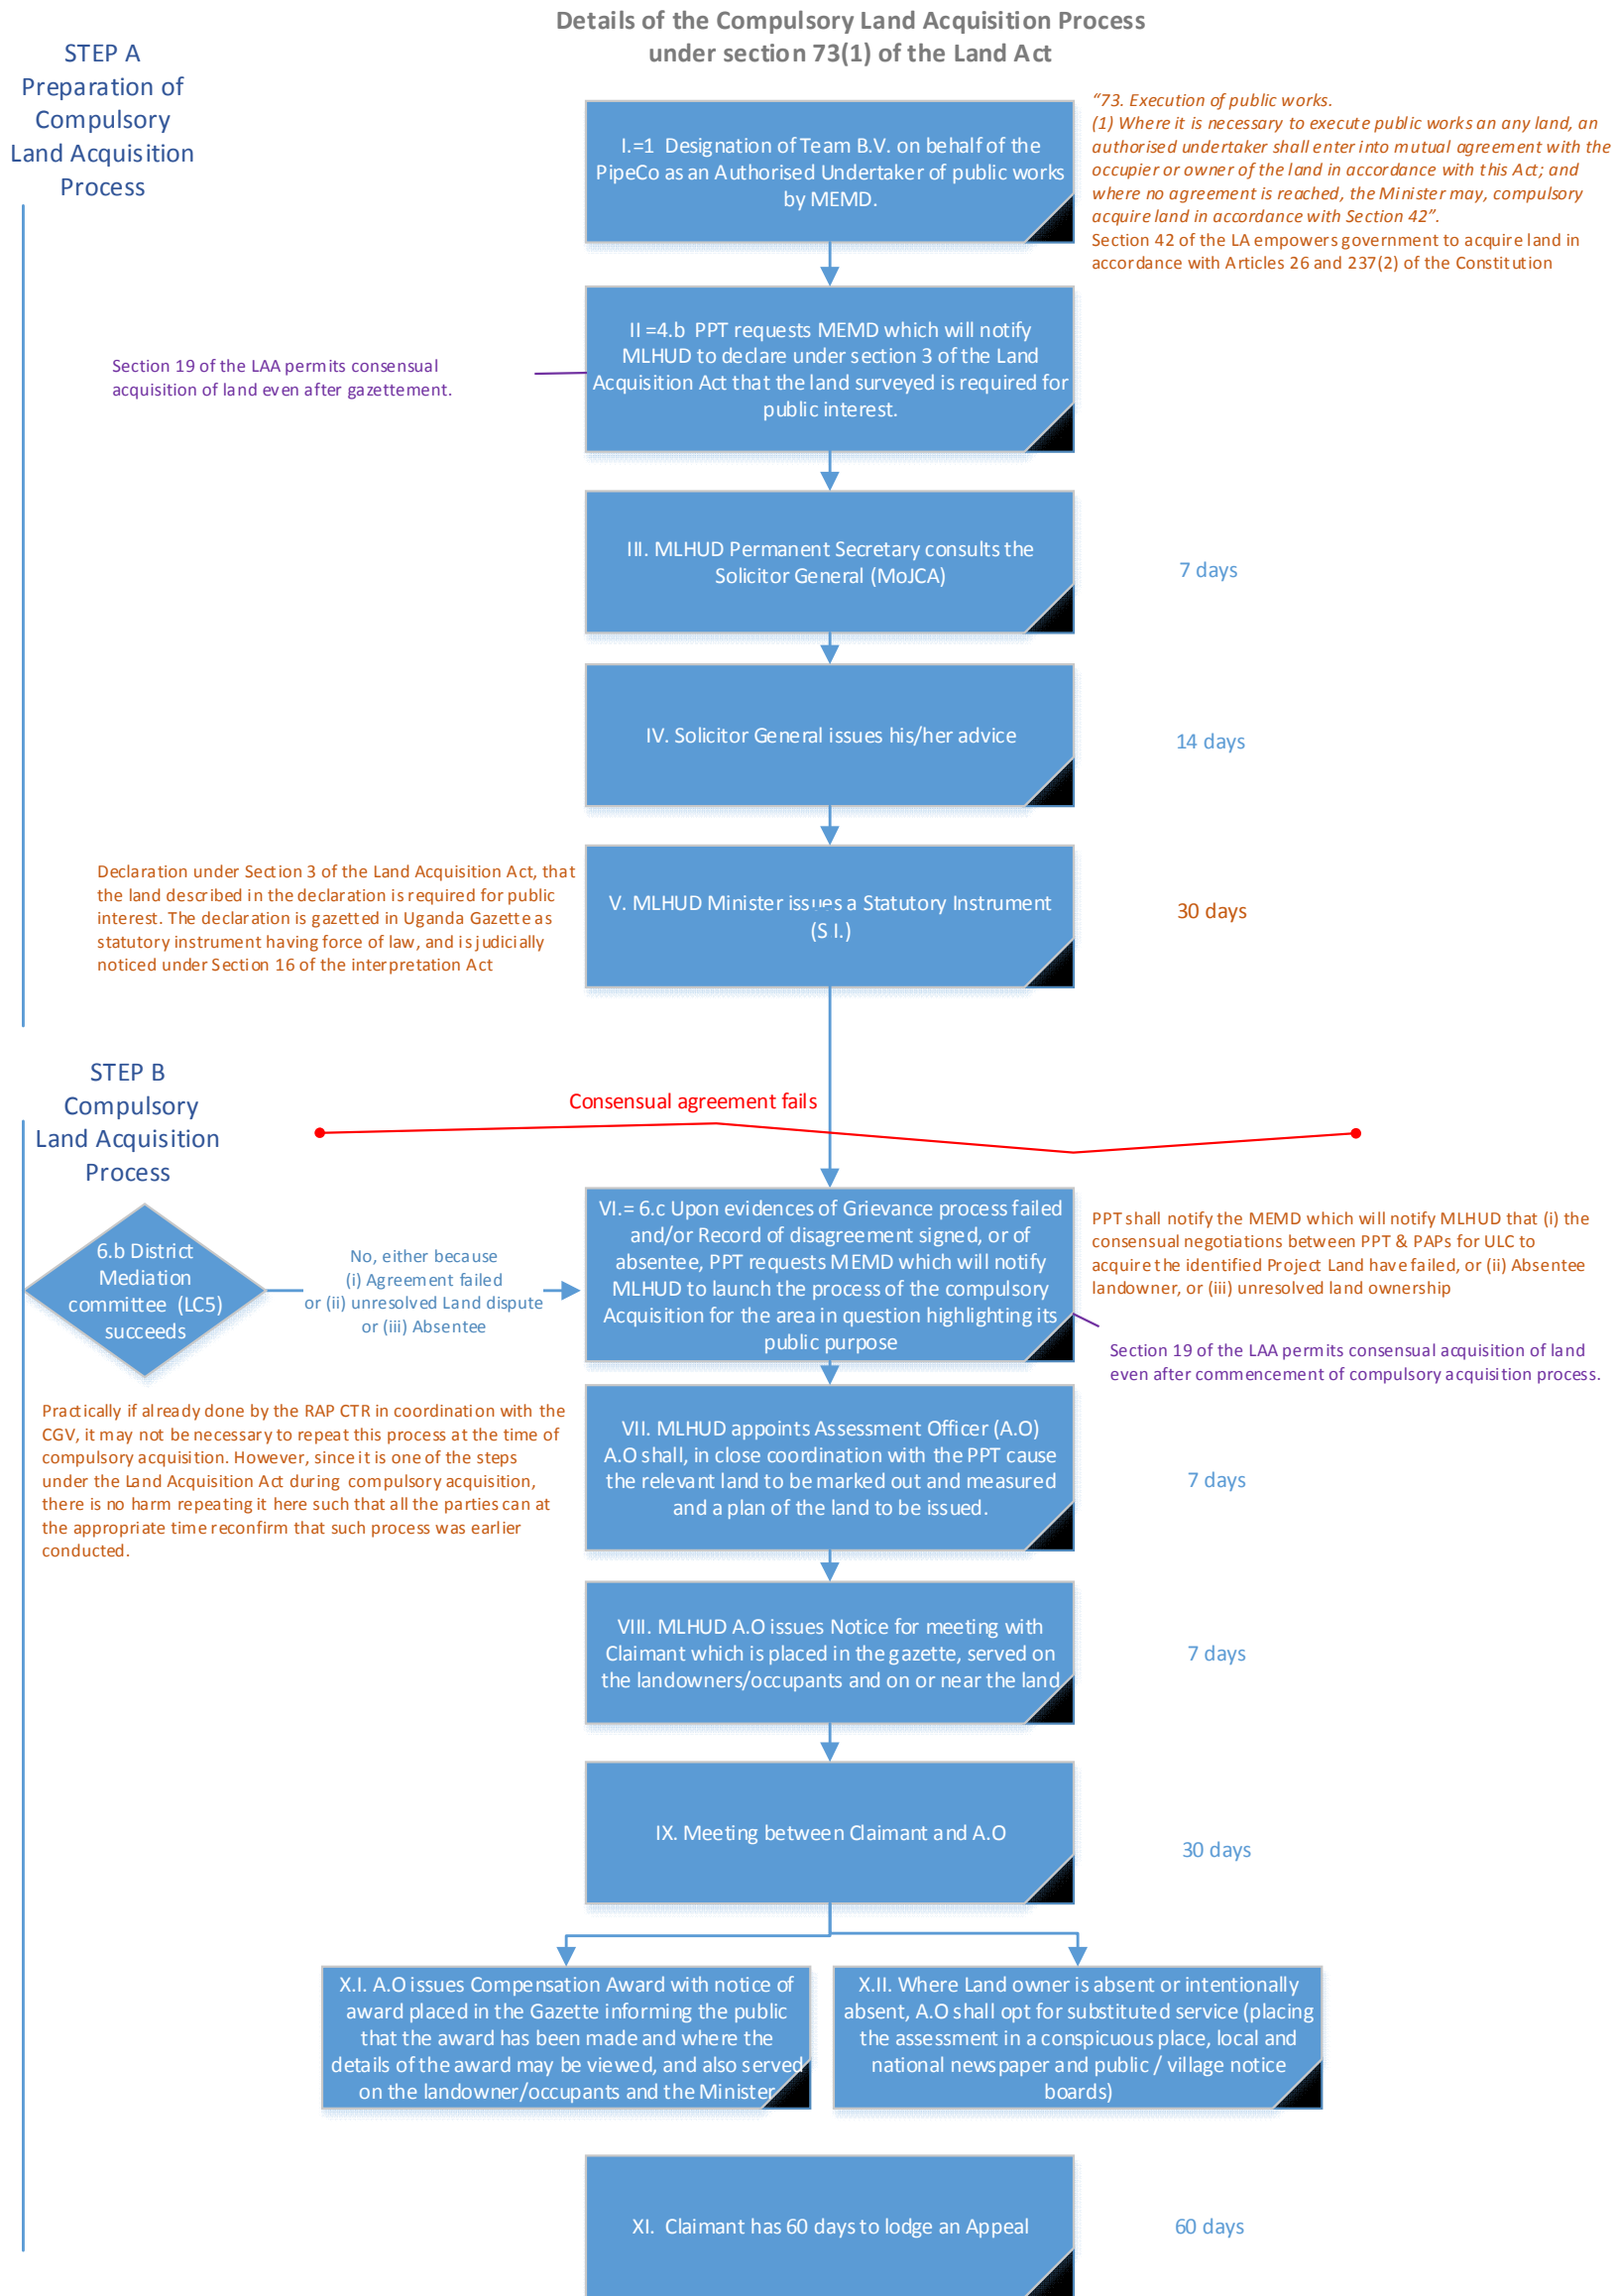 Details of the Compulsory Land Acquisition Process
under section 73(1) of the Land Act
STEP A
Preparation of
Compulsory
Land Acquisition
Process
I.=1 Designation of Team B.V. on behalf of the
PipeCo as an Authorised Undertaker of public works
by MEMD.
“73. Execution of public works.
(1) Where it is necessary to execute public works an any land, an
authorised undertaker shall enter into mutual agreement with the
occupier or owner of the land in accordance with this Act; and
where no agreement is reached, the Minister may, compulsory
acquire land in accordance with Section 42”.
Section 42 of the LA empowers government to acquire land in
accordance with Articles 26 and 237(2) of the Constitution
II =4.b PPT requests MEMD which will notify
MLHUD to declare under section 3 of the Land
Acquisition Act that the land surveyed is required for
public interest.
Section 19 of the LAA permits consensual
acquisition of land even after gazettement.
III. MLHUD Permanent Secretary consults the
Solicitor General (MoJCA)
7 days
IV. Solicitor General issues his/her advice
14 days
Declaration under Section 3 of the Land Acquisition Act, that
the land described in the declaration is required for public
interest. The declaration is gazetted in Uganda Gazette as
statutory instrument having force of law, and is judicially
noticed under Section 16 of the interpretation Act
V. MLHUD Minister issues a Statutory Instrument
(S I.)
30 days
STEP B
Compulsory
Land Acquisition
Process
Consensual agreement fails
6.b District
Mediation
committee (LC5)
succeeds
No, either because
(i) Agreement failed
or (ii) unresolved Land dispute
or (iii) Absentee
VI.= 6.c Upon evidences of Grievance process failed
and/or Record of disagreement signed, or of
absentee, PPT requests MEMD which will notify
MLHUD to launch the process of the compulsory
Acquisition for the area in question highlighting its
public purpose
PPT shall notify the MEMD which will notify MLHUD that (i) the
consensual negotiations between PPT & PAPs for ULC to
acquire the identified Project Land have failed, or (ii) Absentee
landowner, or (iii) unresolved land ownership
Section 19 of the LAA permits consensual acquisition of land
even after commencement of compulsory acquisition process.
Practically if already done by the RAP CTR in coordination with the
CGV, it may not be necessary to repeat this process at the time of
compulsory acquisition. However, since it is one of the steps
under the Land Acquisition Act during compulsory acquisition,
there is no harm repeating it here such that all the parties can at
the appropriate time reconfirm that such process was earlier
conducted.
VII. MLHUD appoints Assessment Officer (A.O)
A.O shall, in close coordination with the PPT cause
the relevant land to be marked out and measured
and a plan of the land to be issued.
7 days
VIII. MLHUD A.O issues Notice for meeting with
Claimant which is placed in the gazette, served on
the landowners/occupants and on or near the land
7 days
IX. Meeting between Claimant and A.O
30 days
X.I. A.O issues Compensation Award with notice of
award placed in the Gazette informing the public
that the award has been made and where the
details of the award may be viewed, and also served
on the landowner/occupants and the Minister
X.II. Where Land owner is absent or intentionally
absent, A.O shall opt for substituted service (placing
the assessment in a conspicuous place, local and
national newspaper and public / village notice
boards)
XI. Claimant has 60 days to lodge an Appeal
60 days